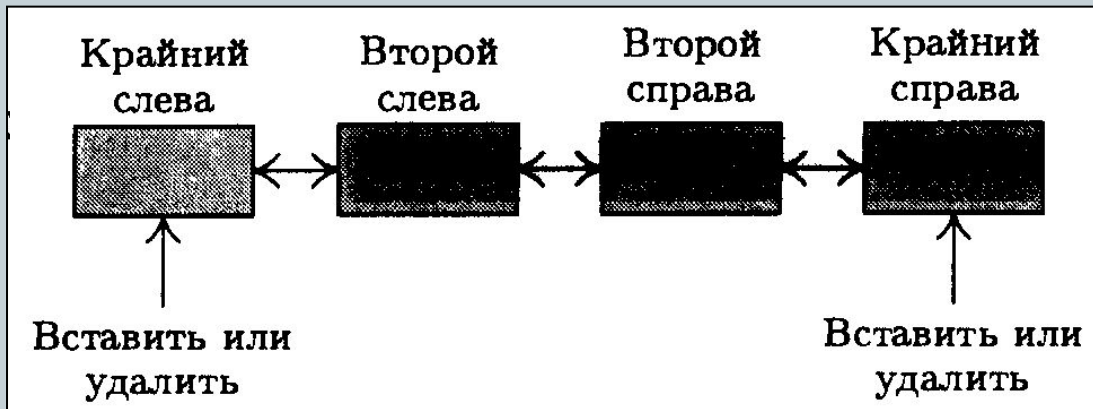 Крайний
слева
Второй
слева
Второй
справа
Крайний
справа
Вставить или
удалить
Вставить или
удалить